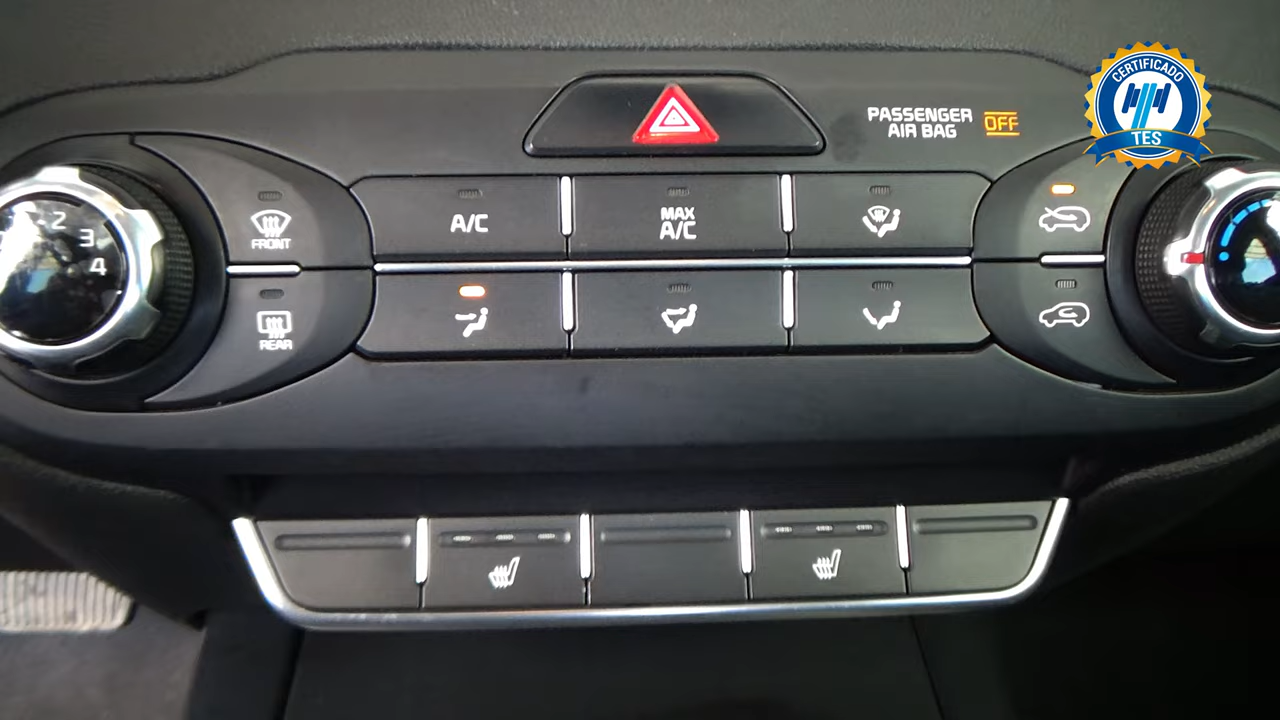 PASSENGER
AIR BAG OFF
CERTIFICADO
TES
2
3
4
FRONT
A/C
MAX
A/C
REAR